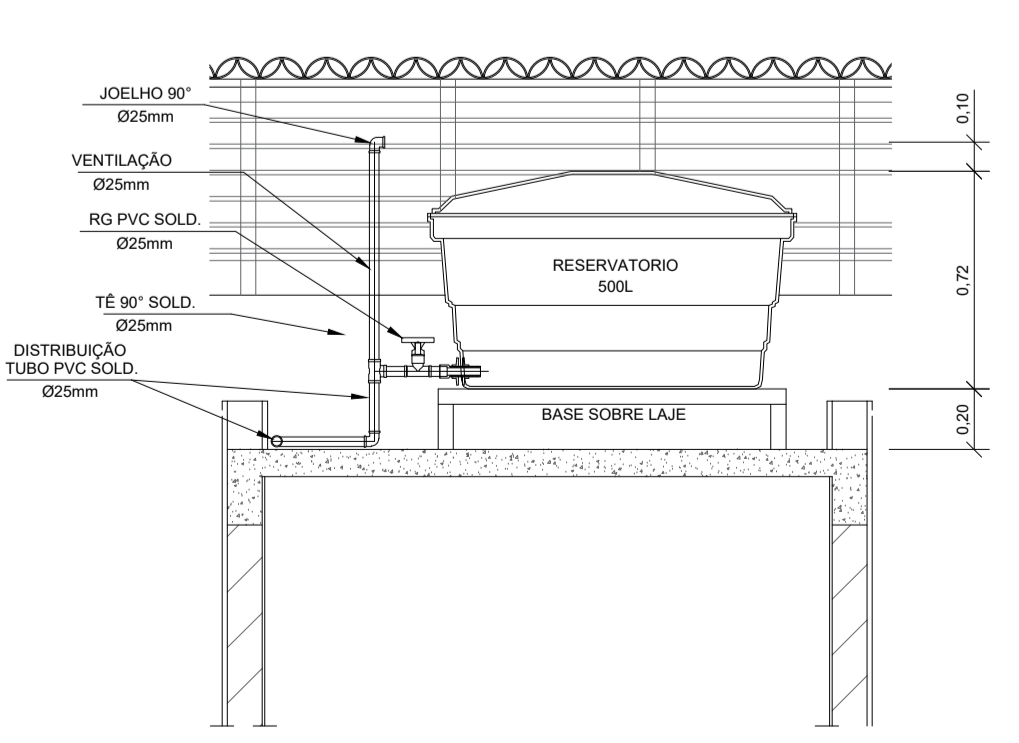 JOELHO 90°
Ø25mm
VENTILAÇÃO
Ø25mm
RG PVC SOLD.
Ø25mm
TÊ 90° SOLD.
Ø25mm
DISTRIBUIÇÃO
TUBO PVC SOLD.
Ø25mm
RESERVATORIO
500L
BASE SOBRE LAJE
0,10
0,72
0,20